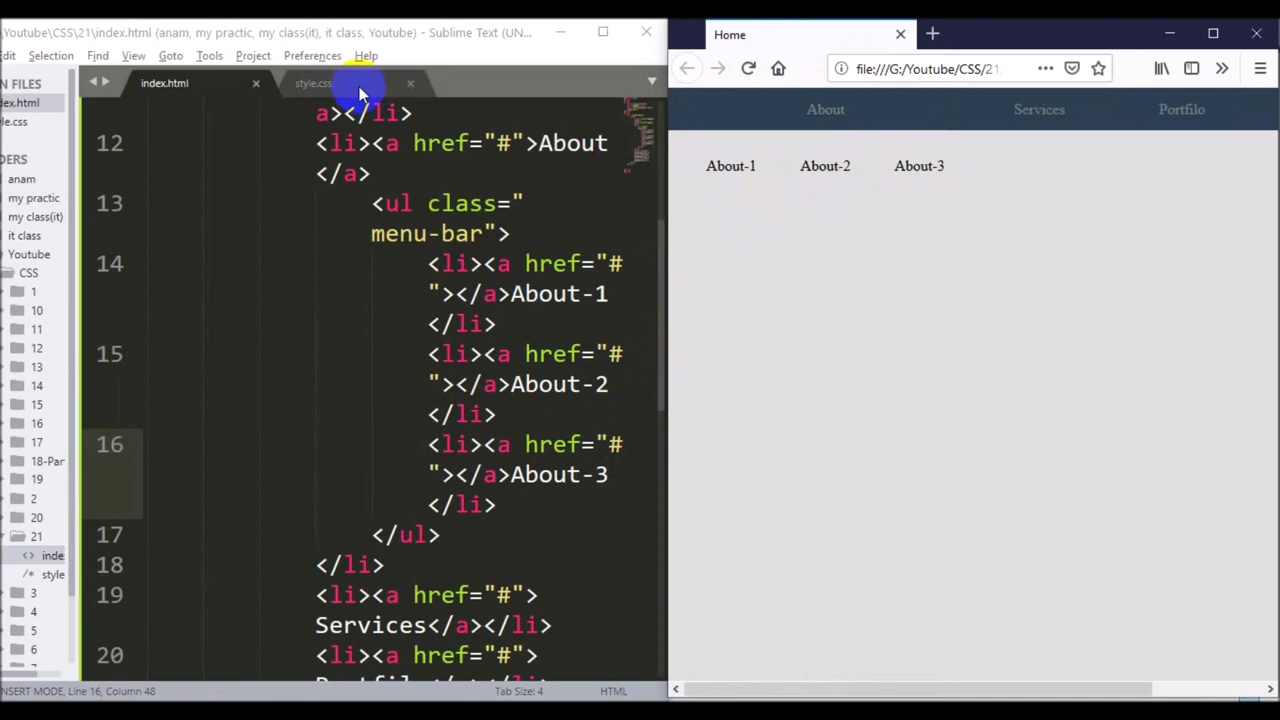 \Youtube\CSS\21\index.html (anam, my practic, my class(it), it class, Youtube) - Sublime Text (UN...
Edit Selection Find View Goto Tools Project Preferences Help
N FILES
dex.html
le.css
DERS
anam
my practic
my class(it)
it class
Youtube
CSS
1
10
11
12
13
14
15
16
17
18-Par
19
2
20
21
<> inde
/* style
3
4
5
6
7
index.html
style.css
a></li>
12 <li><a href="#">About
</a>
13 <ul class="
menu-bar">
14 <li><a href="#
"></a>About-1
</li>
15 <li><a href="#
"></a>About-2
</li>
16 <li><a href="#
"></a>About-3
</li>
17 </ul>
18 </li>
19 <li><a href="#">
Services</a></li>
20 <li><a href="#">
NSERT MODE, Line 16, Column 48
Tab Size: 4
HTML
Home
file:///G:/Youtube/CSS/21
About Services Portfilo
About-1 About-2 About-3